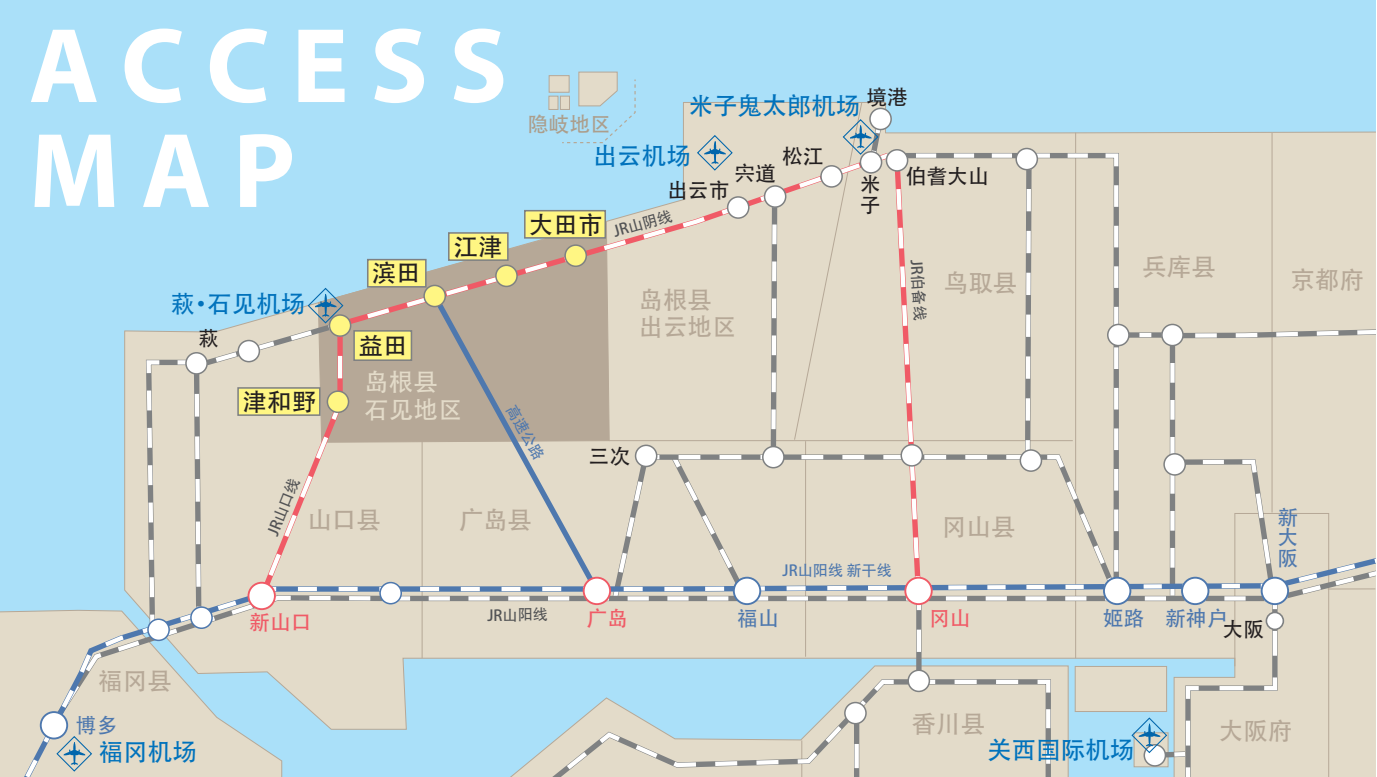 ACCESS
MAP
隐岐地区
米子鬼太郎机场
境港
出云机场
松江
宍道
出云市
米子
伯耆大山
大田市
JR山阴线
江津
滨田
萩•石见机场
萩
益田
津和野
岛根县
石见地区
岛根县
出云地区
JR伯备线
鸟取县
兵库县
京都府
高速公路
三次
JR山口线
山口县
广岛县
冈山县
新大阪
JR山阳线 新干线
JR山阳线
新山口
广岛
福山
冈山
姬路
新神户
大阪
福冈县
博多
福冈机场
香川县
关西国际机场
大阪府